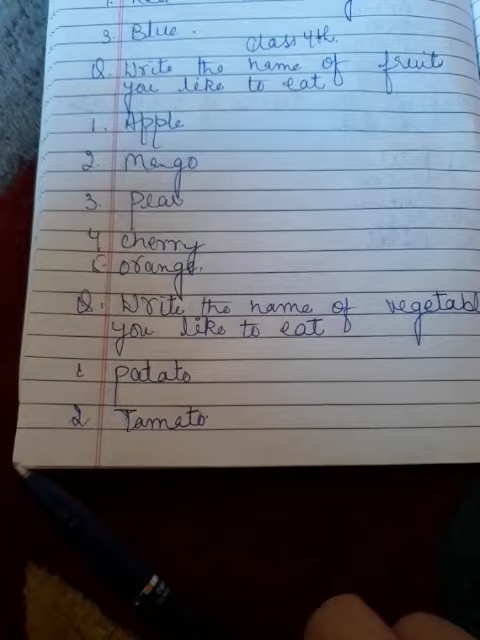 3. Blue.
Class 4th.
Q. Write the name of fruit
you like to eat
1. Apple
2. Mango
3. pear
4 cherry
5 orange.
Q. Write the name of vegetabl
you like to eat
1 patato
2. Tamato